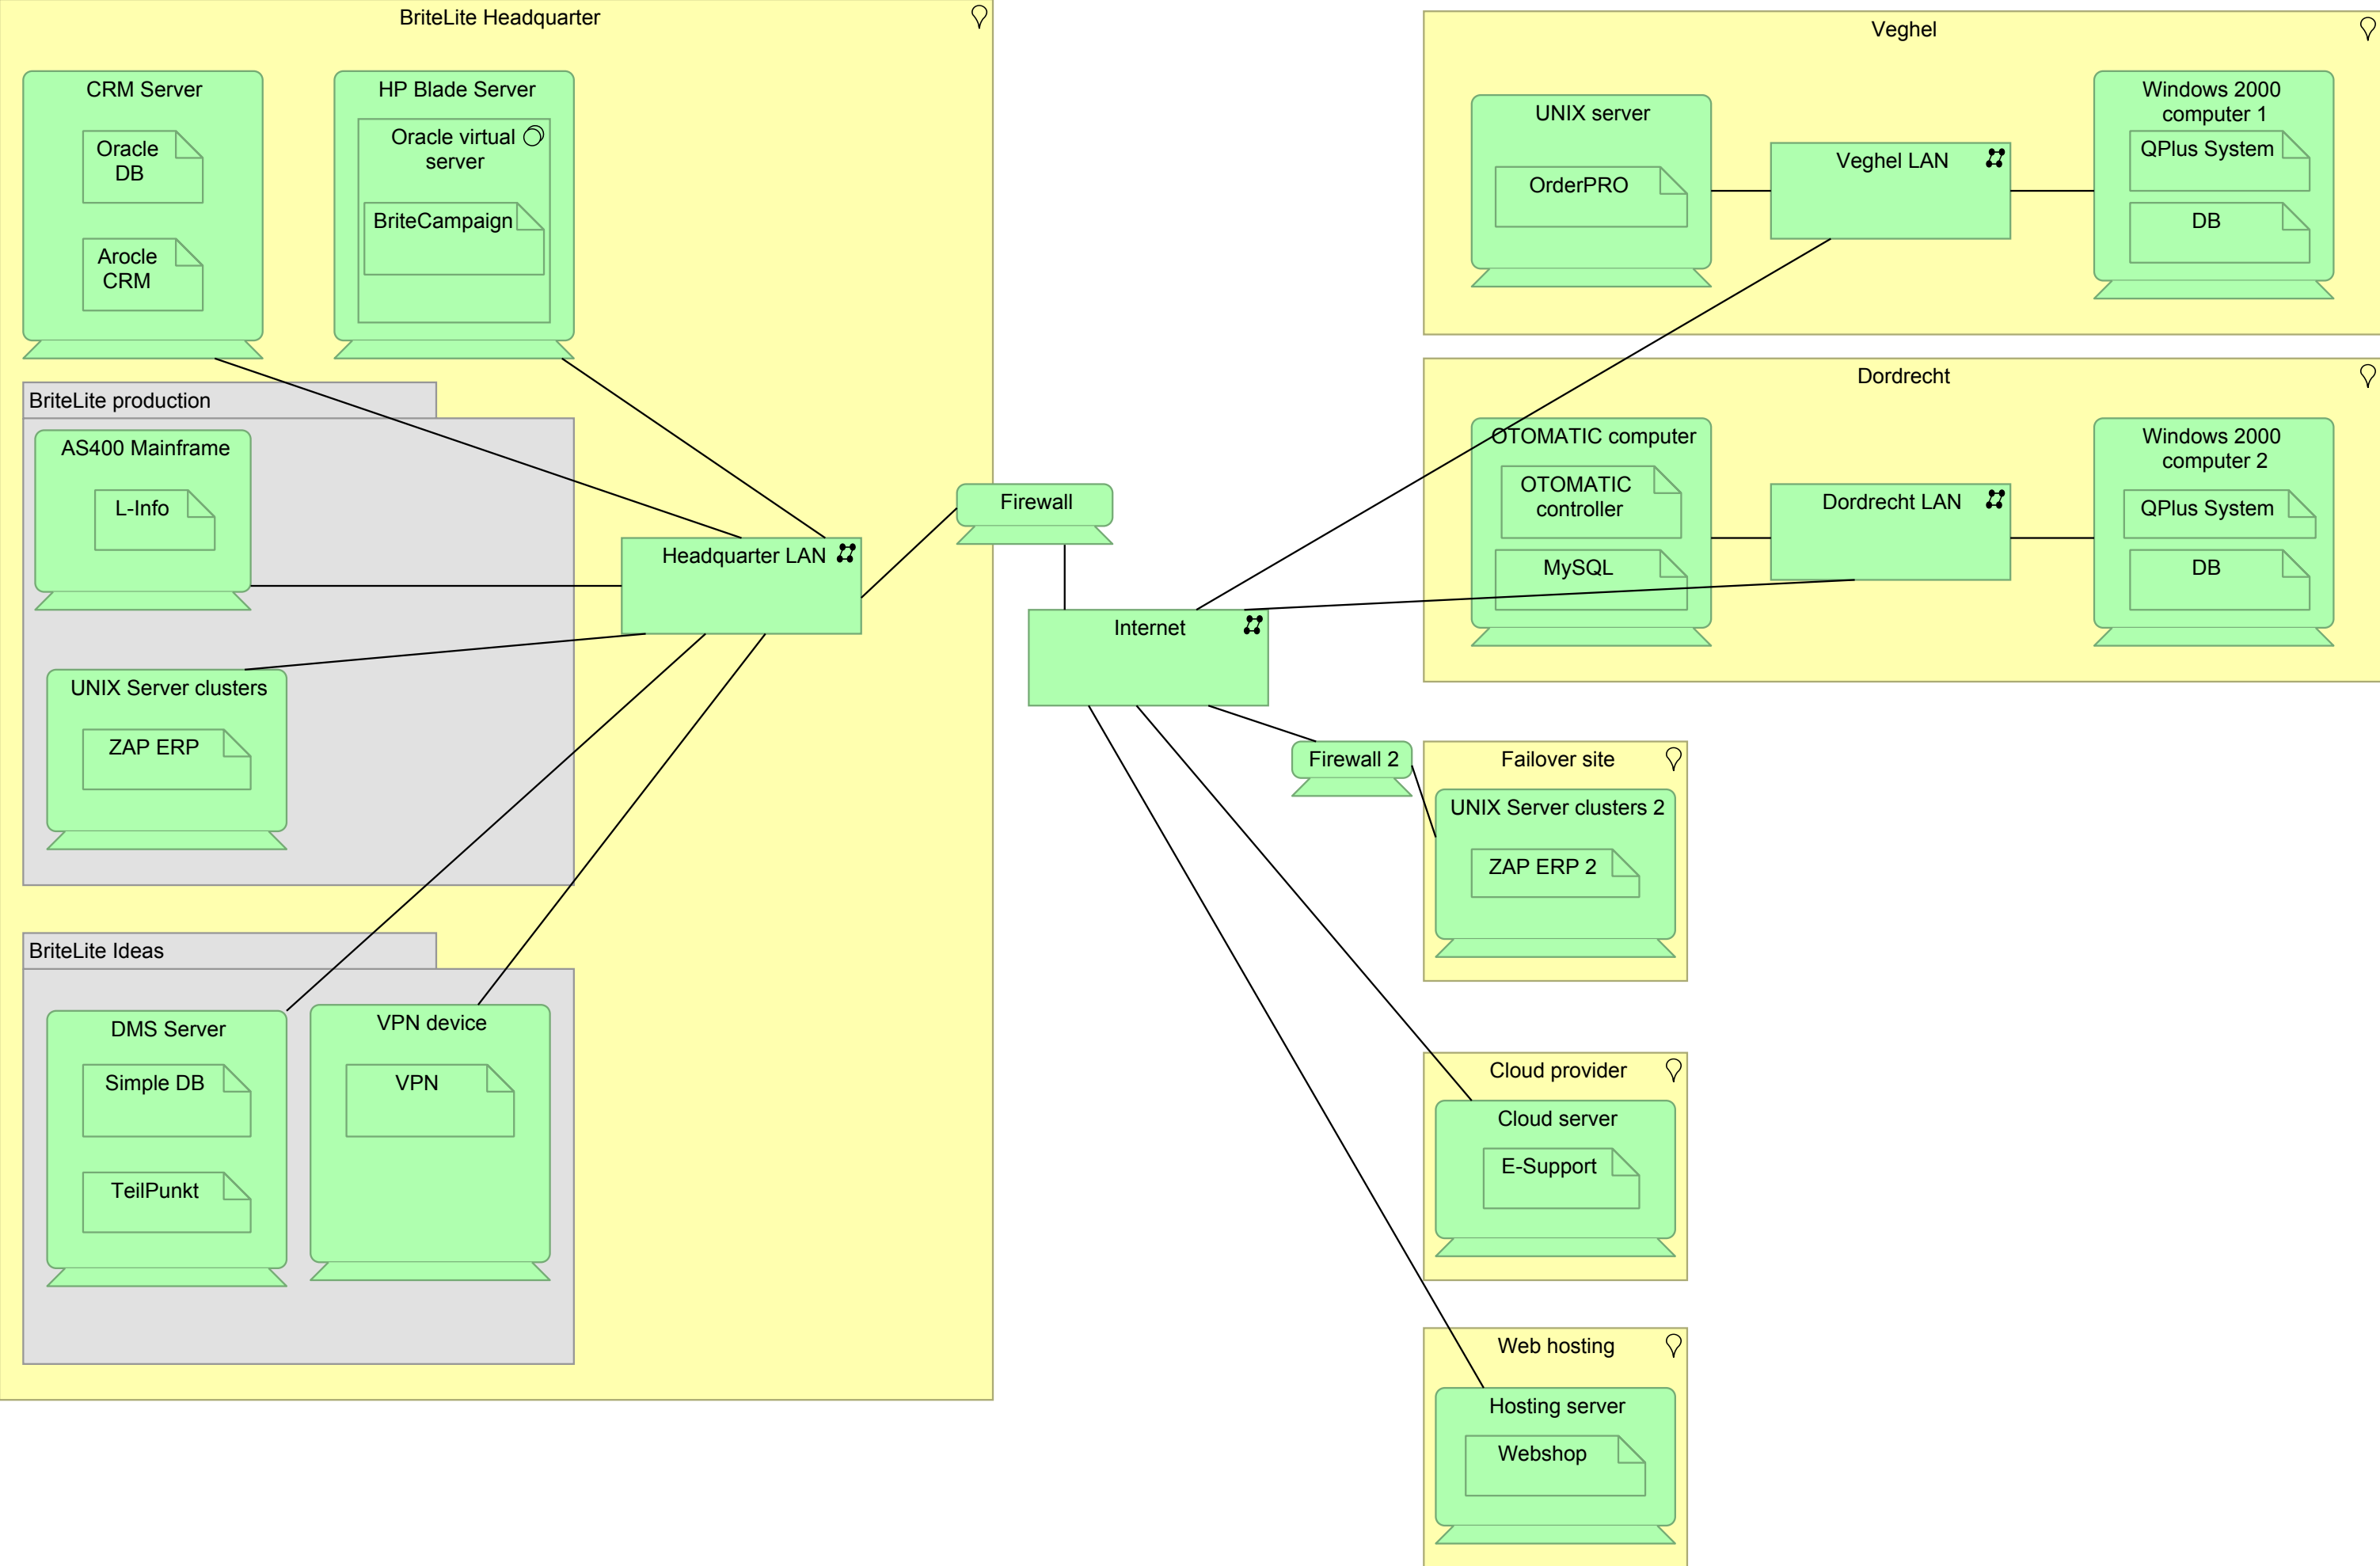 BriteLite Headquarter
CRM Server
Oracle
DB
Arocle
CRM
HP Blade Server
Oracle virtual
server
BriteCampaign
BriteLite production
AS400 Mainframe
L-Info
UNIX Server clusters
ZAP ERP
Headquarter LAN
BriteLite Ideas
DMS Server
Simple DB
TeilPunkt
VPN device
VPN
Firewall
Internet
Firewall 2
Veghel
UNIX server
OrderPRO
Veghel LAN
Windows 2000
computer 1
QPlus System
DB
Dordrecht
OTOMATIC computer
OTOMATIC
controller
MySQL
Dordrecht LAN
Windows 2000
computer 2
QPlus System
DB
Failover site
UNIX Server clusters 2
ZAP ERP 2
Cloud provider
Cloud server
E-Support
Web hosting
Hosting server
Webshop